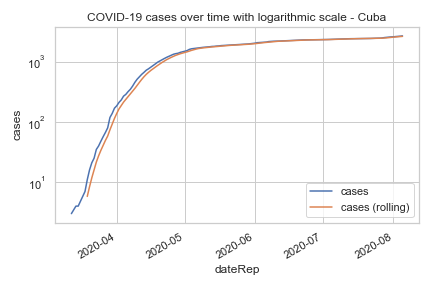 COVID-19 cases over time with logarithmic scale - Cuba
cases
10³
10²
10¹
cases
cases (rolling)
2020-04
2020-05
2020-06
2020-07
2020-08
dateRep